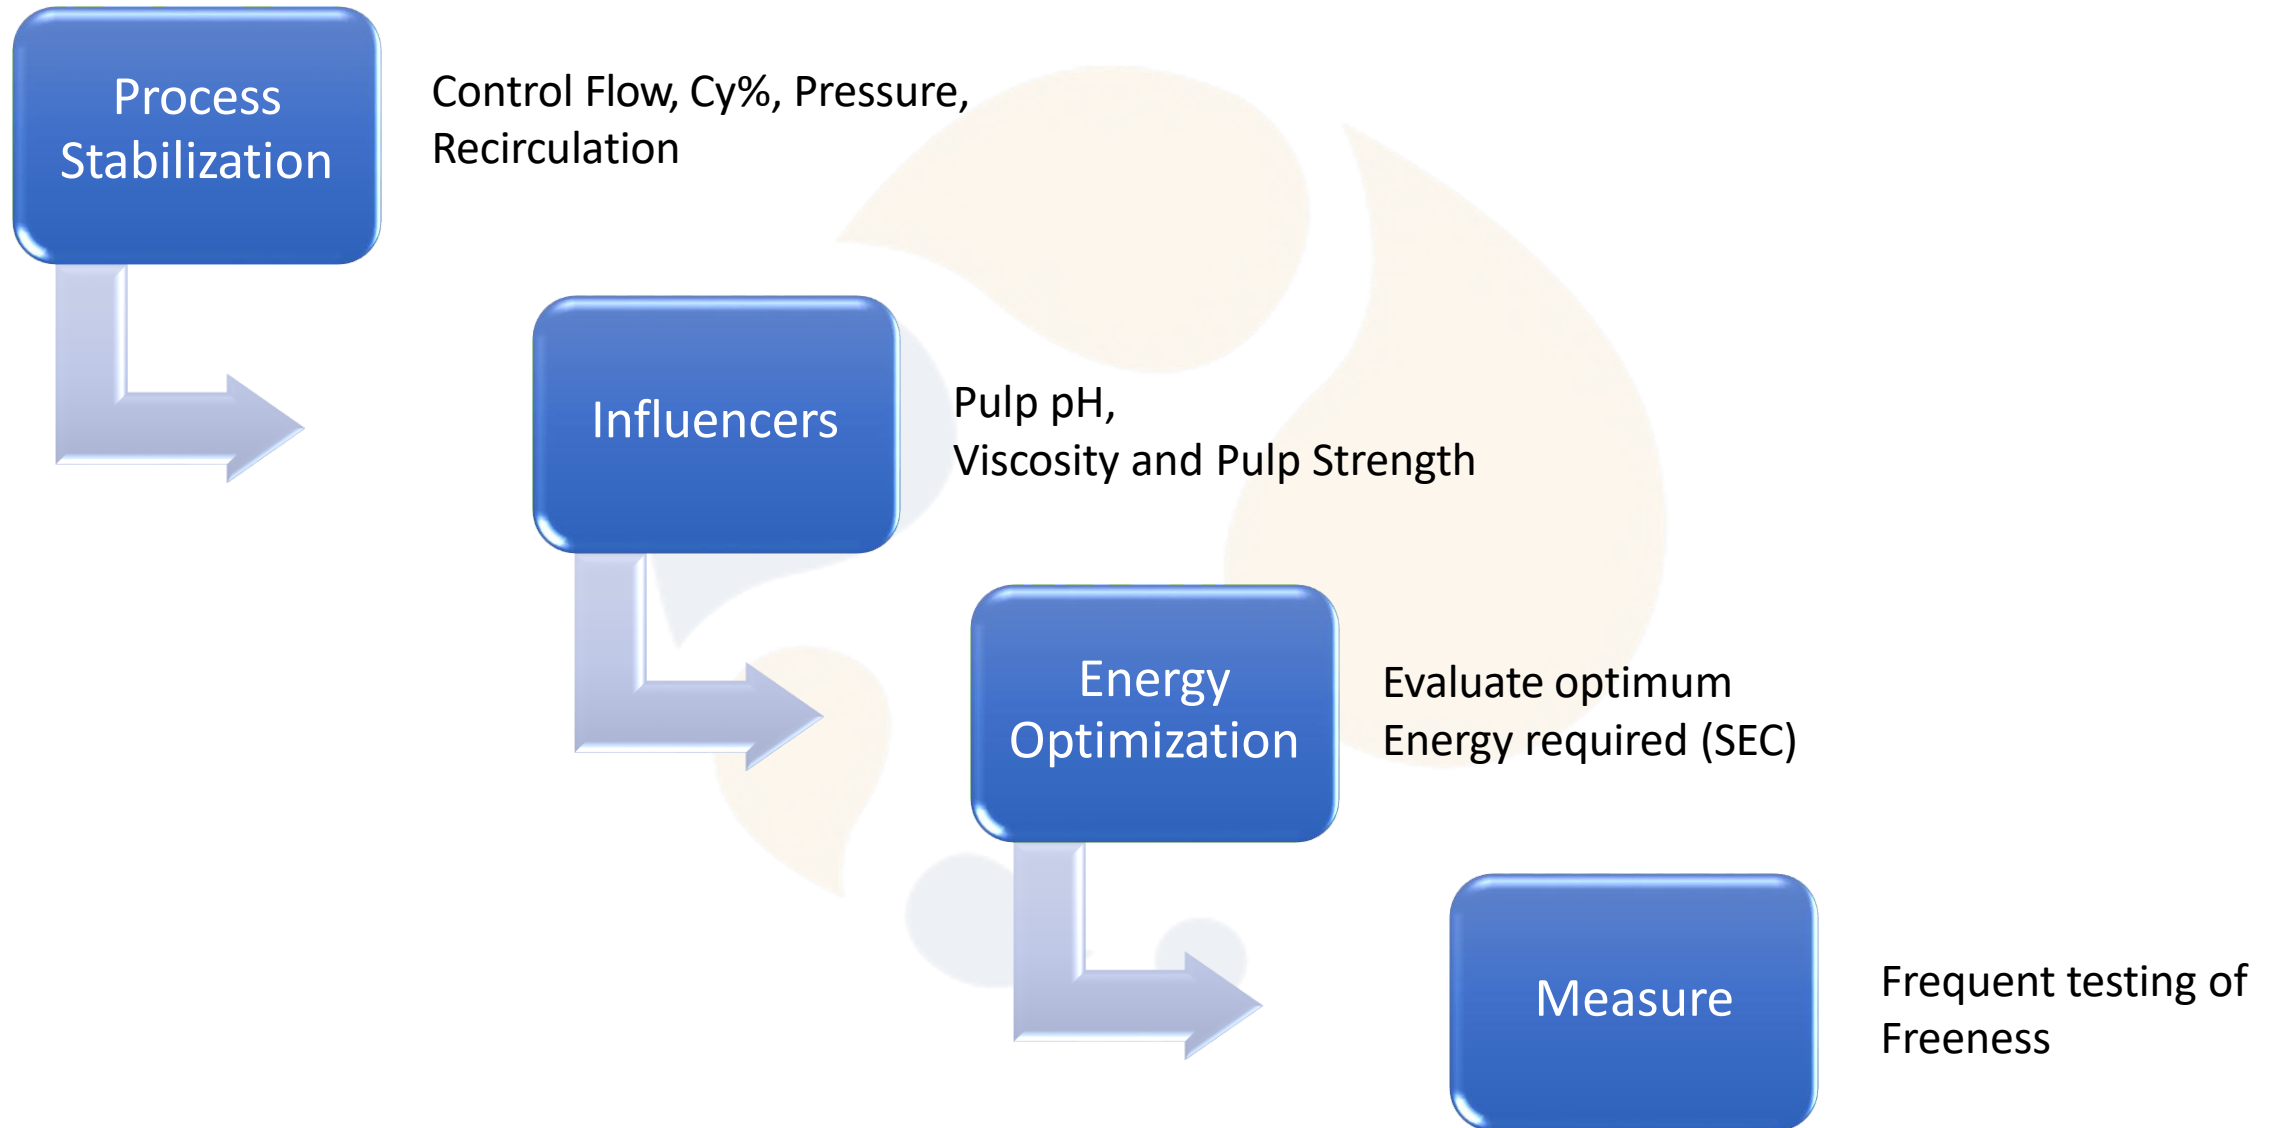 Process
Stabilization
Control Flow, Cy%, Pressure,
Recirculation
Influencers
Pulp pH,
Viscosity and Pulp Strength
Energy
Optimization
Evaluate optimum
Energy required (SEC)
Measure
Frequent testing of
Freeness